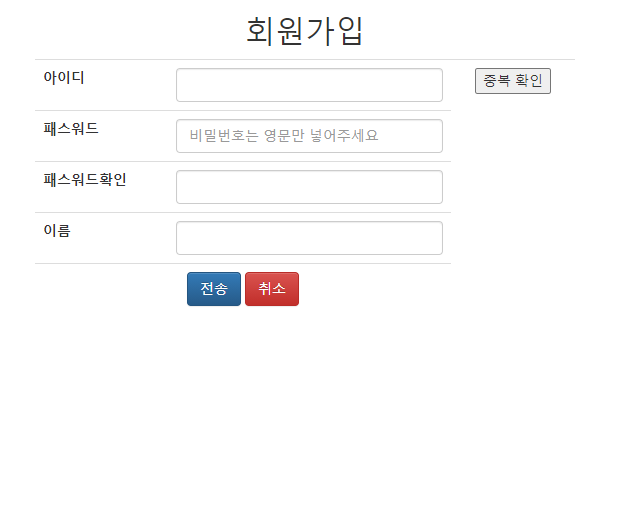 회원가입
아이디 중복 확인
패스워드 비밀번호는 영문만 넣어주세요
패스워드확인
이름
전송 취소